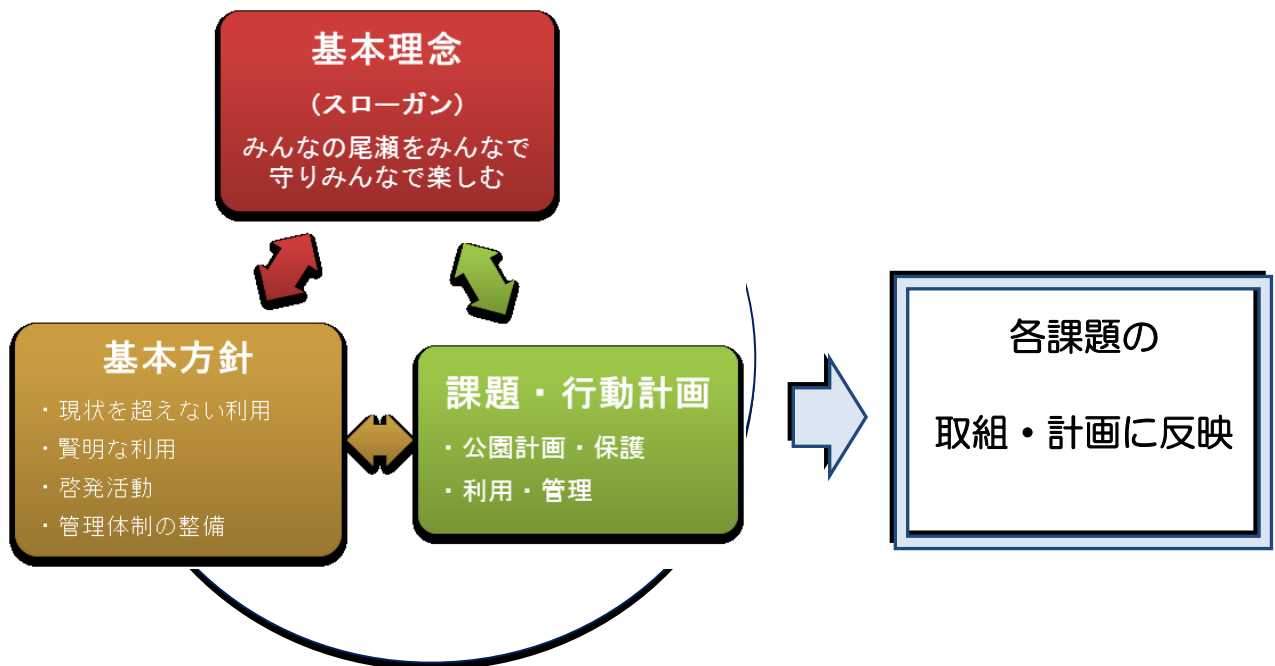 基本理念
（スローガン）
みんなの尾瀬をみんなで
守りみんなで楽しむ
基本方針
・現状を超えない利用
・賢明な利用
・啓発活動
・管理体制の整備
課題・行動計画
・公園計画・保護
・利用・管理
各課題の
取組・計画に反映